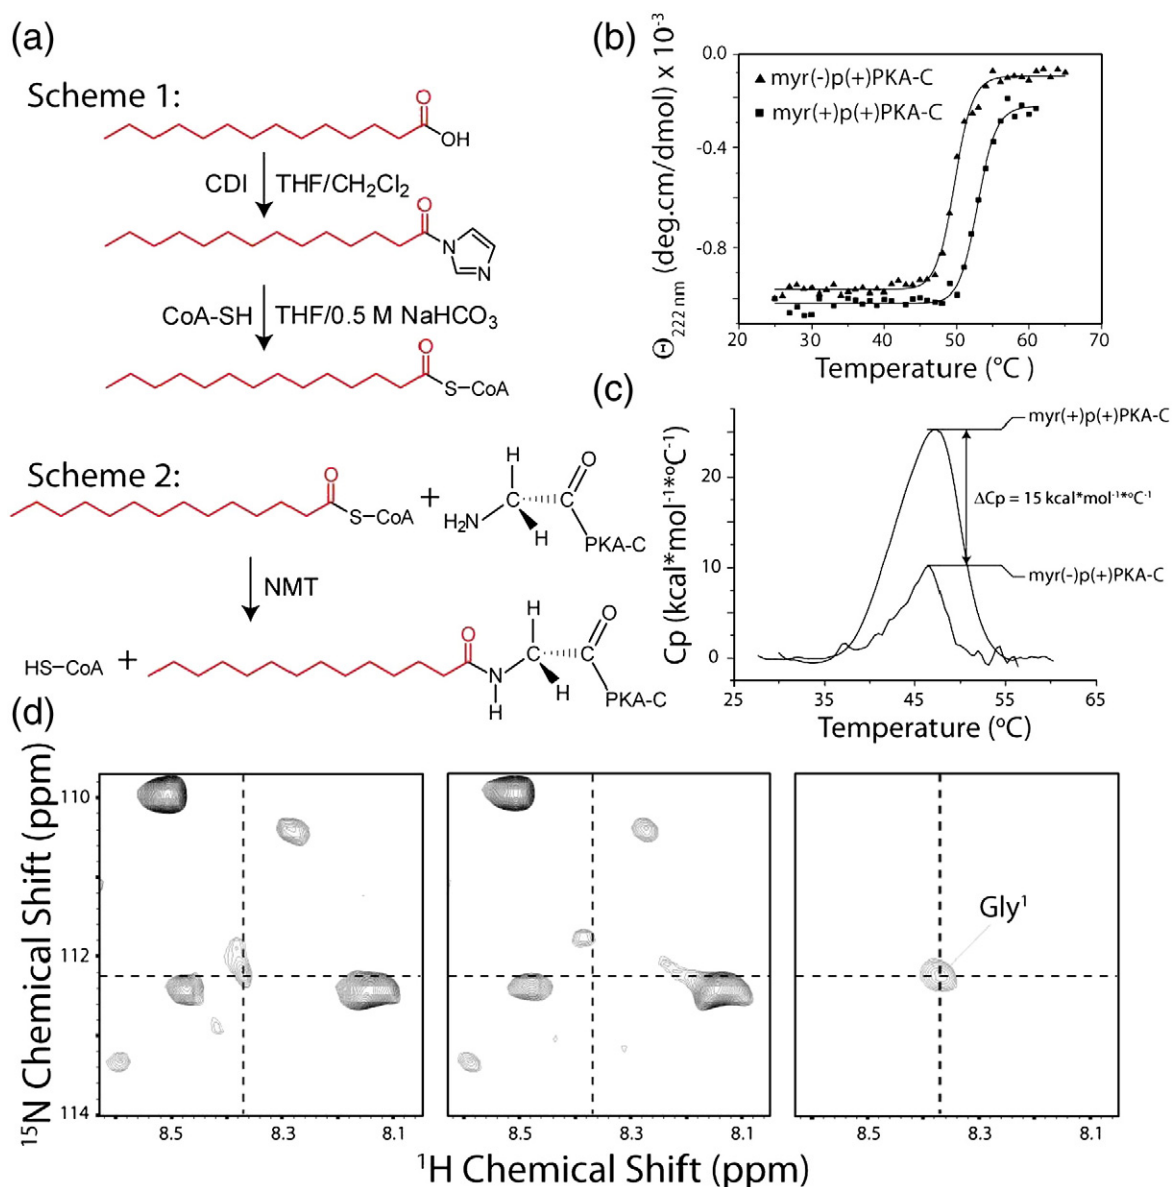 (a)
Scheme 1:
O
OH
CDI THF/CH2Cl2
O
N
N
CoA-SH THF/0.5 M NaHCO3
O
S-CoA
Scheme 2:
O
S-CoA
+
H
H2N
C
H
O
PKA-C
NMT
HS-CoA
+
O
N
H
H
C
H
O
PKA-C
(b)
Θ222 nm (deg.cm/dmol) x 10-3
0.0
-0.4
-0.8
▲ myr(-)p(+)PKA-C
■ myr(+)p(+)PKA-C
20 30 40 50 60 70
Temperature (°C )
(c)
Cp (kcal*mol-1*oC-1)
20
10
0
myr(+)p(+)PKA-C
ΔCp = 15 kcal*mol-1*oC-1
myr(-)p(+)PKA-C
25 35 45 55 65
Temperature (oC)
(d)
15N Chemical Shift (ppm)
110
112
114
Gly1
8.5 8.3 8.1
8.5 8.3 8.1
8.5 8.3 8.1
1H Chemical Shift (ppm)